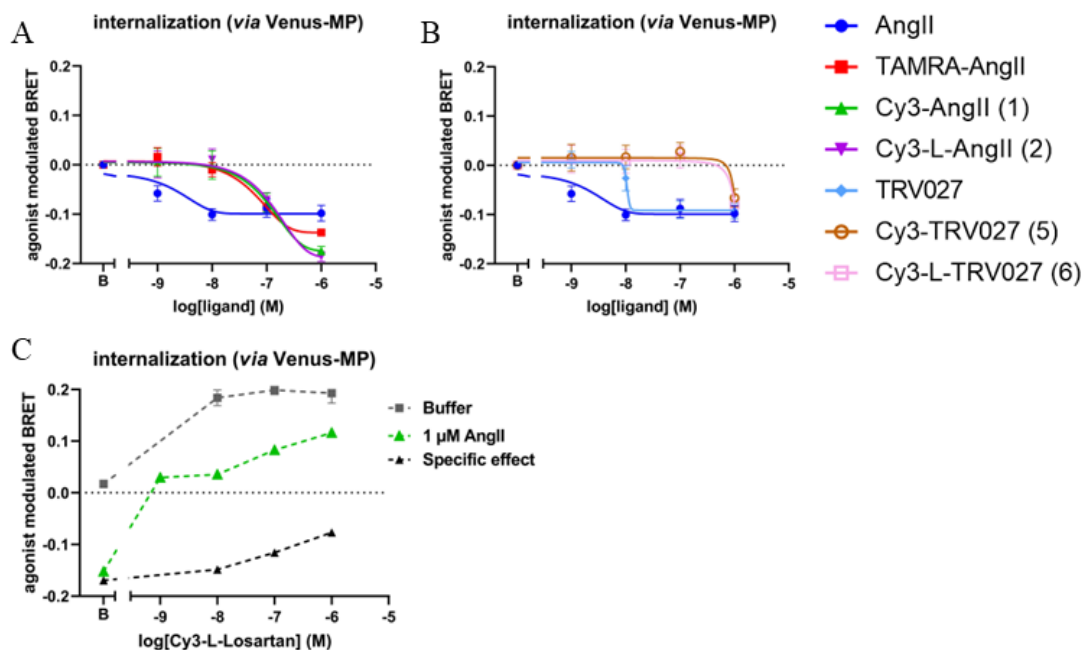 A
internalization (via Venus-MP)
agonist modulated BRET
0.2
0.1
0.0
-0.1
-0.2
B
-9
-8
-7
-6
-5
log[ligand] (M)
B
internalization (via Venus-MP)
agonist modulated BRET
0.2
0.1
0.0
-0.1
-0.2
B
-9
-8
-7
-6
-5
log[ligand] (M)
AngII
TAMRA-AngII
Cy3-AngII (1)
Cy3-L-AngII (2)
TRV027
Cy3-TRV027 (5)
Cy3-L-TRV027 (6)
C
internalization (via Venus-MP)
agonist modulated BRET
0.2
0.1
0.0
-0.1
-0.2
B
-9
-8
-7
-6
-5
log[Cy3-L-Losartan] (M)
Buffer
1 µM AngII
Specific effect